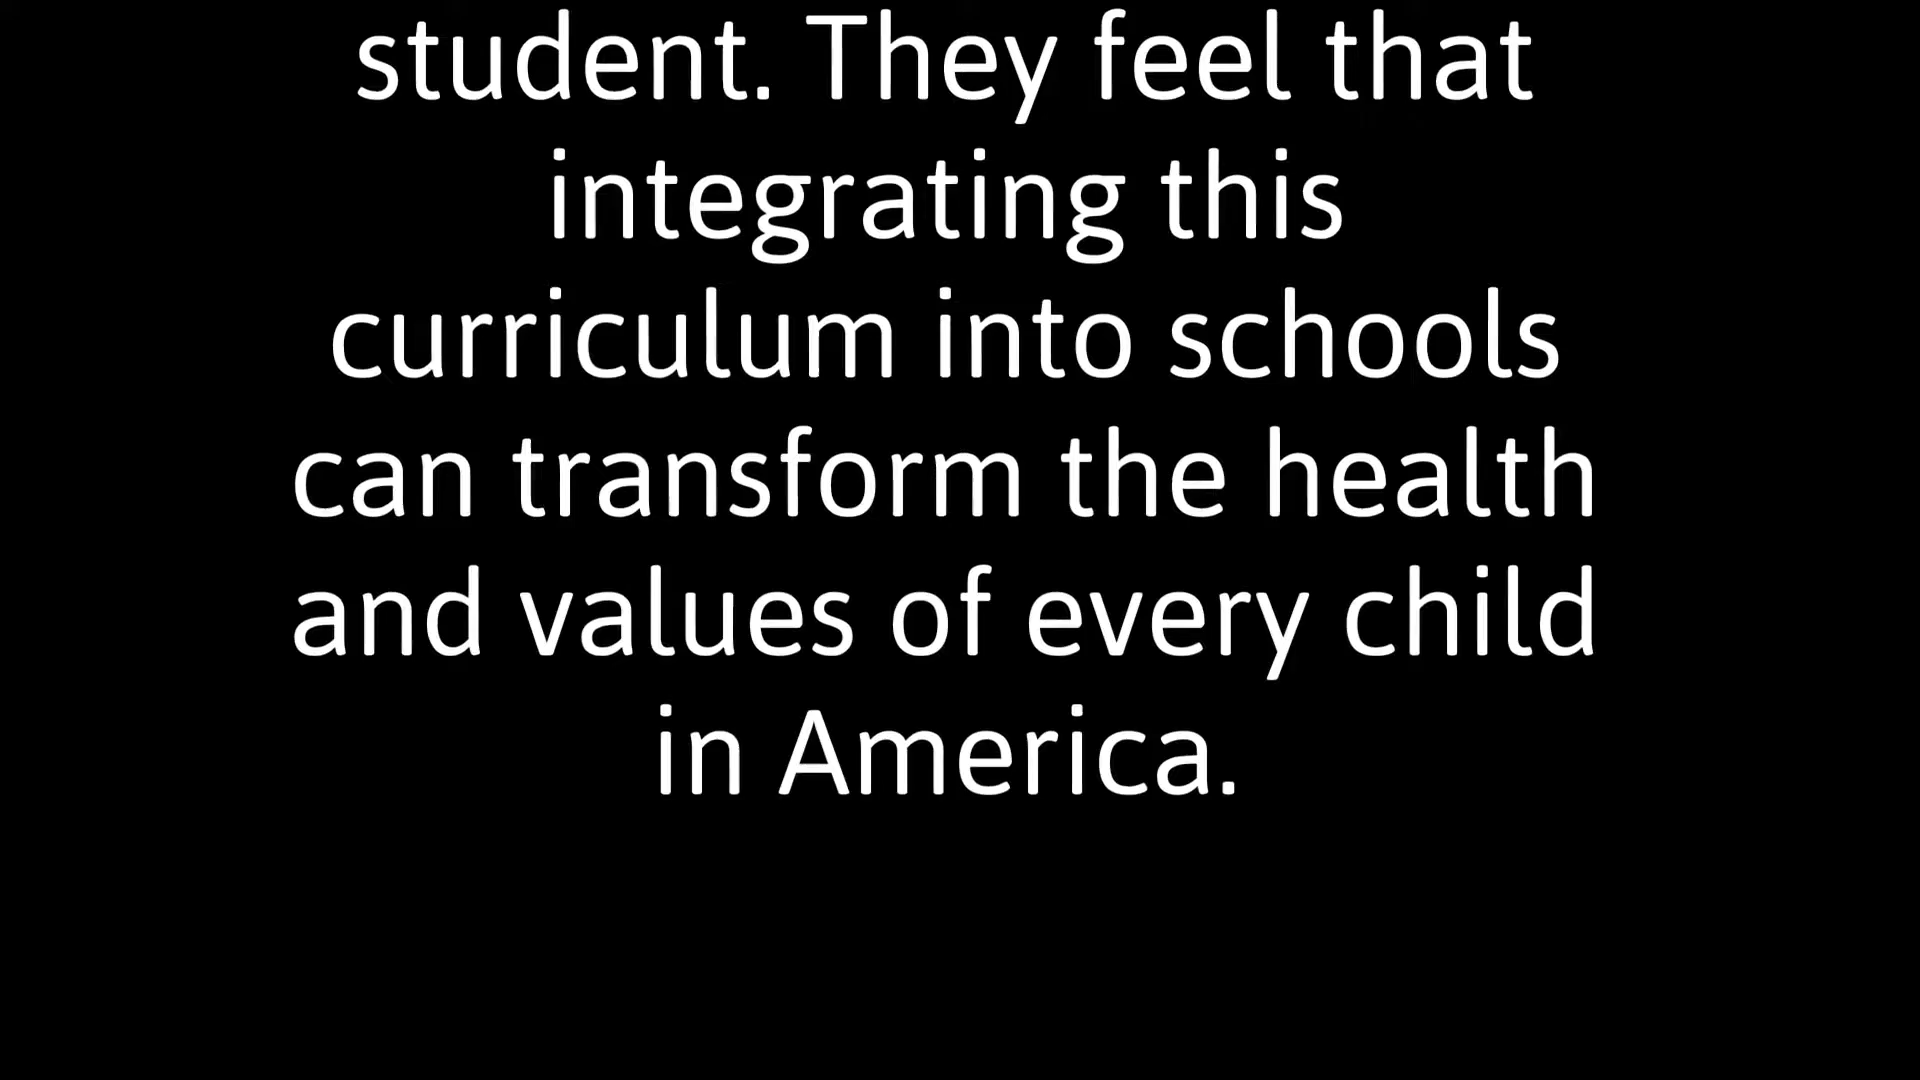 student. They feel that
integrating this
curriculum into schools
can transform the health
and values of every child
in America.